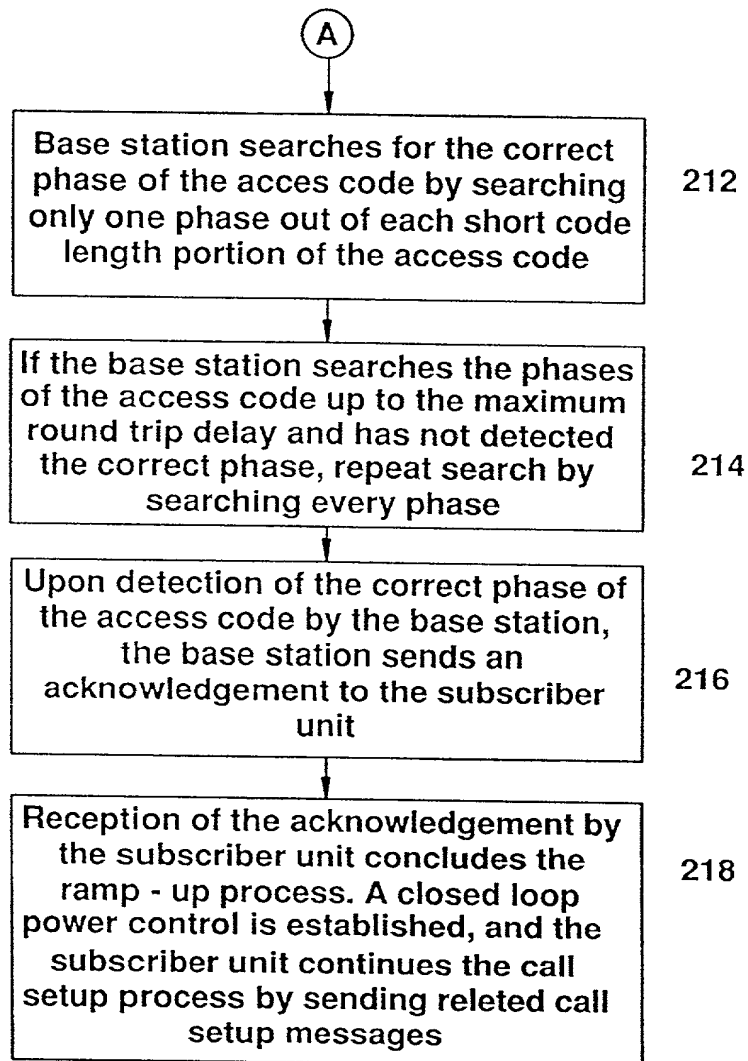 A
Base station searches for the correct
phase of the acces code by searching
only one phase out of each short code
length portion of the access code
212
If the base station searches the phases
of the access code up to the maximum
round trip delay and has not detected
the correct phase, repeat search by
searching every phase
214
Upon detection of the correct phase of
the access code by the base station,
the base station sends an
acknowledgement to the subscriber
unit
216
Reception of the acknowledgement by
the subscriber unit concludes the
ramp - up process. A closed loop
power control is established, and the
subscriber unit continues the call
setup process by sending releted call
setup messages
218